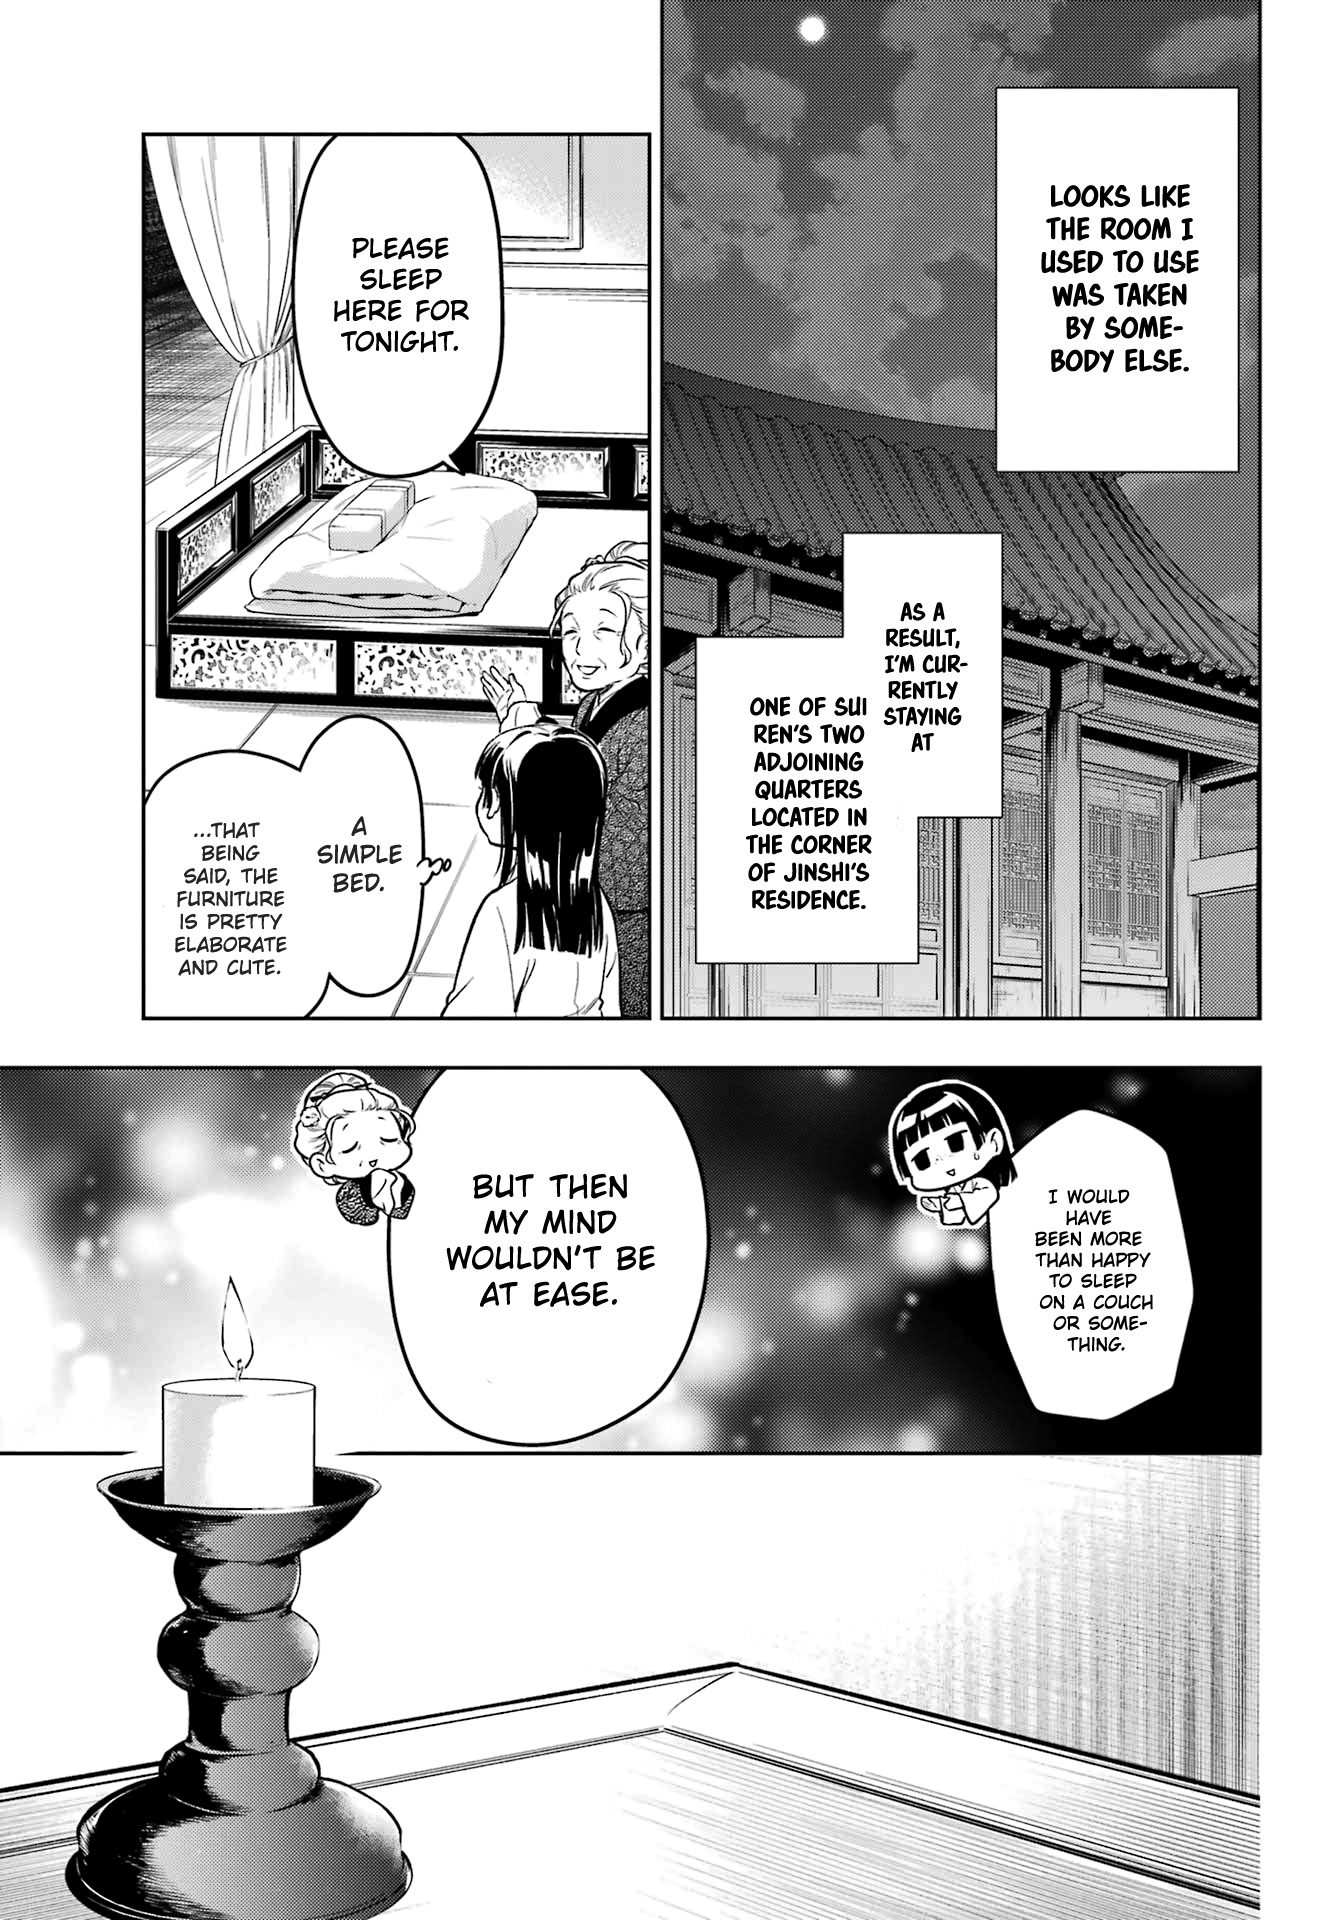 LOOKS LIKE
THE ROOM I
USED TO USE
WAS TAKEN
BY SOME-
BODY ELSE.
AS A
RESULT,
I'M CUR-
RENTLY
STAYING
AT
ONE OF SUI
REN'S TWO
ADJOINING
QUARTERS
LOCATED IN
THE CORNER
OF JINSHI'S
RESIDENCE.
PLEASE
SLEEP
HERE FOR
TONIGHT.
A
SIMPLE
BED.
...THAT
BEING
SAID, THE
FURNITURE
IS PRETTY
ELABORATE
AND CUTE.
I WOULD
HAVE
BEEN MORE
THAN HAPPY
TO SLEEP
ON A COUCH
OR SOME-
THING.
BUT THEN
MY MIND
WOULDN'T BE
AT EASE.